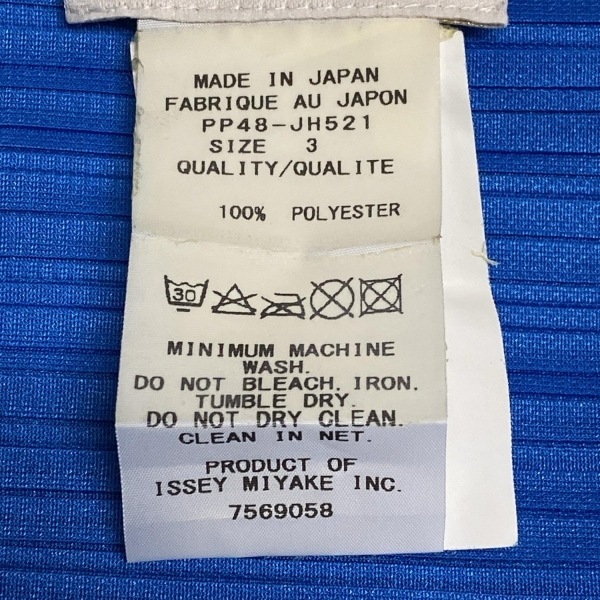 MADE IN JAPAN
FABRIQUE AU JAPON
PP48-JH521
SIZE 3
QUALITY/QUALITE
100% POLYESTER
30
MINIMUM MACHINE
WASH.
DO NOT BLEACH, IRON.
TUMBLE DRY.
DO NOT DRY CLEAN.
CLEAN IN NET.
PRODUCT OF
ISSEY MIYAKE INC.
7569058